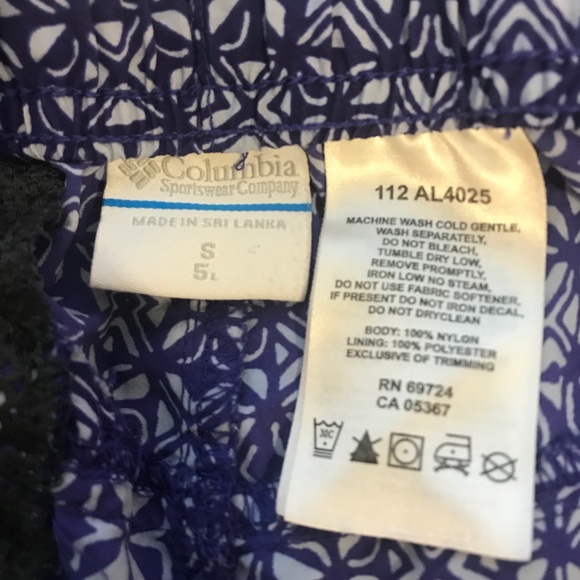 Columbia
Sportswear Company
MADE IN SRI LANKA
S
5L
112 AL4025
MACHINE WASH COLD GENTLE,
WASH SEPARATELY,
DO NOT BLEACH,
TUMBLE DRY LOW,
REMOVE PROMPTLY,
IRON LOW NO STEAM,
DO NOT USE FABRIC SOFTENER,
IF PRESENT DO NOT IRON DECAL,
DO NOT DRYCLEAN
BODY: 100% NYLON
LINING: 100% POLYESTER
EXCLUSIVE OF TRIMMING
RN 69724
CA 05367
30C